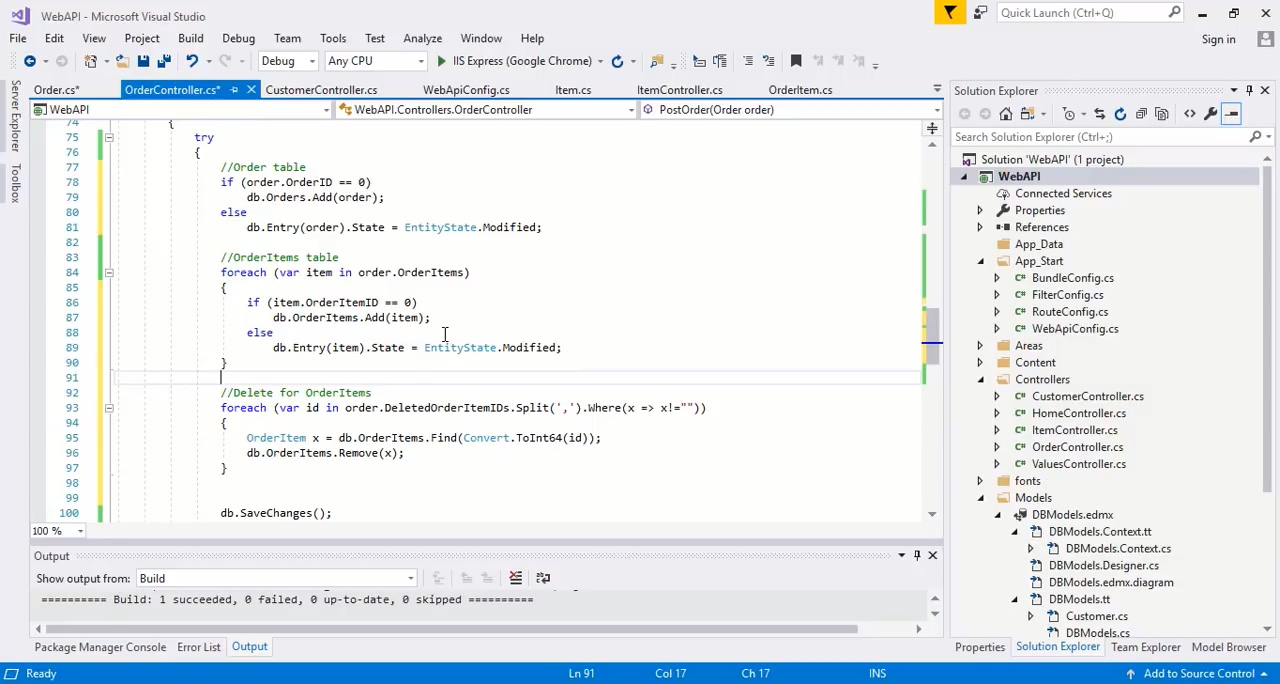 WebAPI - Microsoft Visual Studio
Quick Launch (Ctrl+Q)
File Edit View Project Build Debug Team Tools Test Analyze Window Help
Sign in
Debug Any CPU IIS Express (Google Chrome)
Order.cs* OrderController.cs* CustomerController.cs WebApiConfig.cs Item.cs ItemController.cs OrderItem.cs
WebAPI WebAPI.Controllers.OrderController PostOrder(Order order)
Server Explorer
Toolbox
74 {
75 try
76 {
77 //Order table
78 if (order.OrderID == 0)
79 db.Orders.Add(order);
80 else
81 db.Entry(order).State = EntityState.Modified;
82
83 //OrderItems table
84 foreach (var item in order.OrderItems)
85 {
86 if (item.OrderItemID == 0)
87 db.OrderItems.Add(item);
88 else
89 db.Entry(item).State = EntityState.Modified;
90 }
91
92 //Delete for OrderItems
93 foreach (var id in order.DeletedOrderItemIDs.Split(',').Where(x => x!=""))
94 {
95 OrderItem x = db.OrderItems.Find(Convert.ToInt64(id));
96 db.OrderItems.Remove(x);
97 }
98
99
100 db.SaveChanges();
100 %
Output
Show output from: Build
========== Build: 1 succeeded, 0 failed, 0 up-to-date, 0 skipped ==========
Package Manager Console Error List Output
Solution Explorer
Search Solution Explorer (Ctrl+;)
Solution 'WebAPI' (1 project)
WebAPI
Connected Services
Properties
References
App_Data
App_Start
C# BundleConfig.cs
C# FilterConfig.cs
C# RouteConfig.cs
C# WebApiConfig.cs
Areas
Content
Controllers
C# CustomerController.cs
C# HomeController.cs
C# ItemController.cs
C# OrderController.cs
C# ValuesController.cs
fonts
Models
DBModels.edmx
DBModels.Context.tt
DBModels.Context.cs
DBModels.Designer.cs
DBModels.edmx.diagram
DBModels.tt
Customer.cs
DBModels.cs
Properties Solution Explorer Team Explorer Model Browser
Ready Ln 91 Col 17 Ch 17 INS Add to Source Control